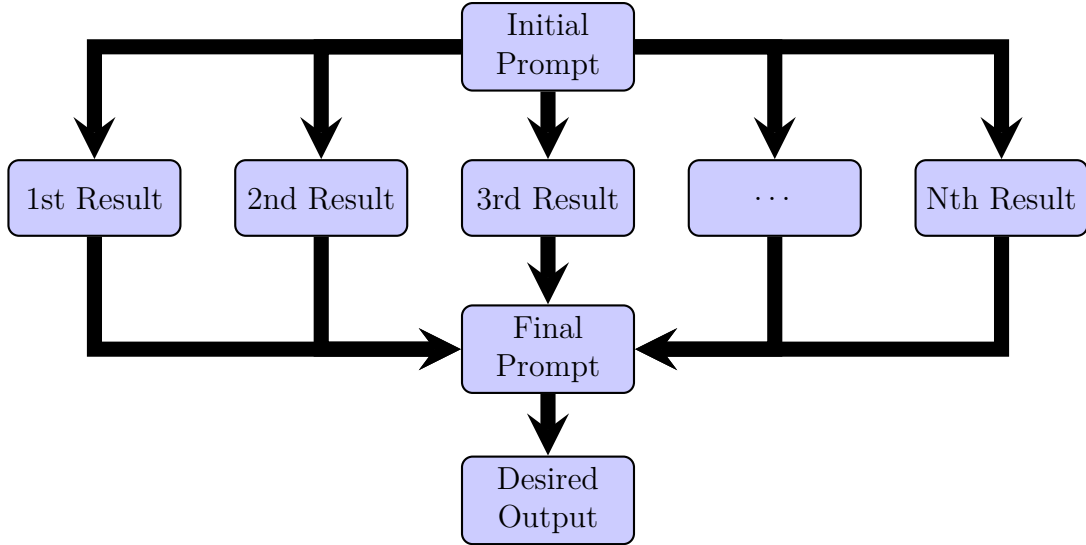 Initial
Prompt
1st Result
2nd Result
3rd Result
···
Nth Result
Final
Prompt
Desired
Output